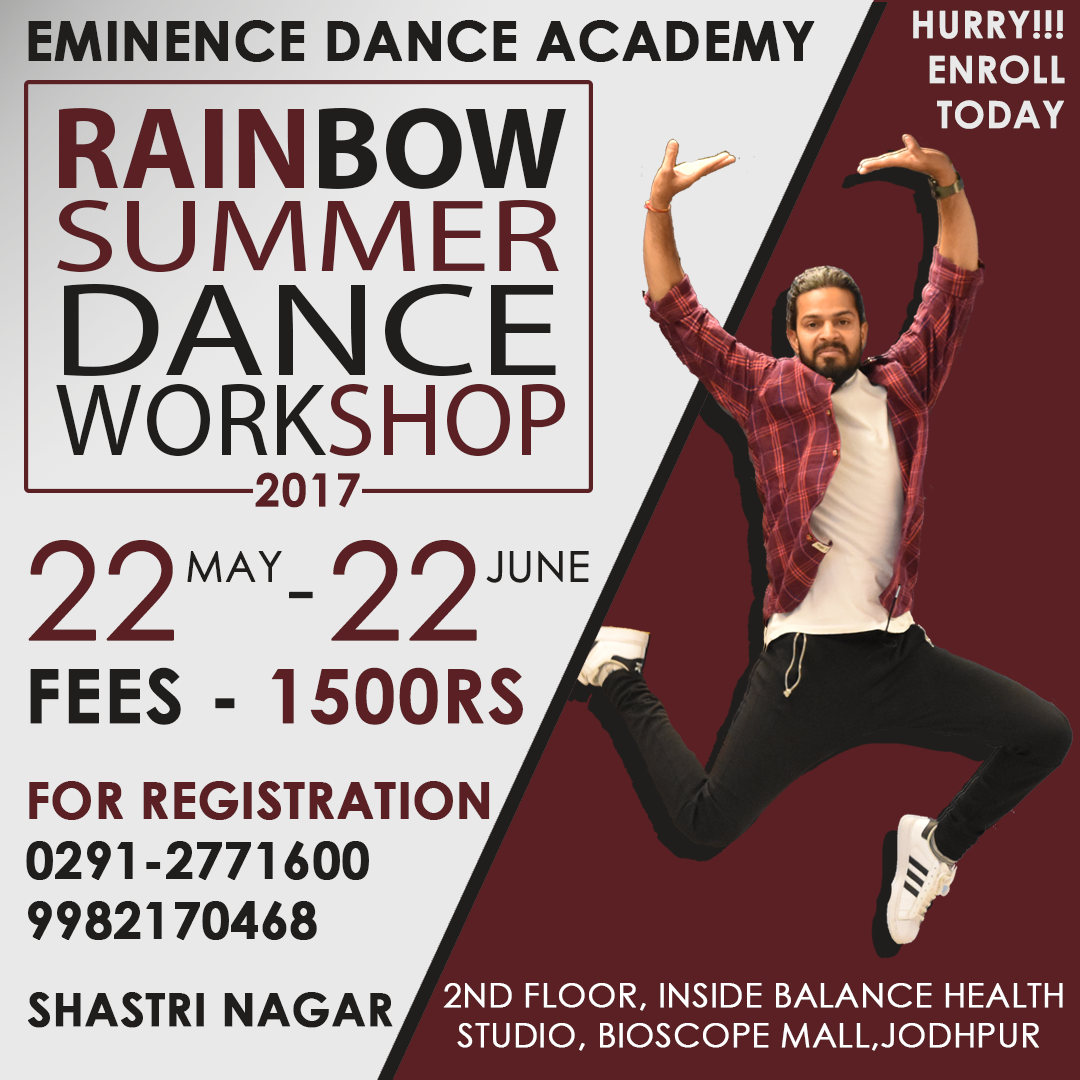 EMINENCE DANCE ACADEMY
HURRY!!!
ENROLL
TODAY
RAINBOW
SUMMER
DANCE
WORKSHOP
2017
22 MAY - 22 JUNE
FEES - 1500RS
FOR REGISTRATION
0291-2771600
9982170468
SHASTRI NAGAR
2ND FLOOR, INSIDE BALANCE HEALTH
STUDIO, BIOSCOPE MALL,JODHPUR